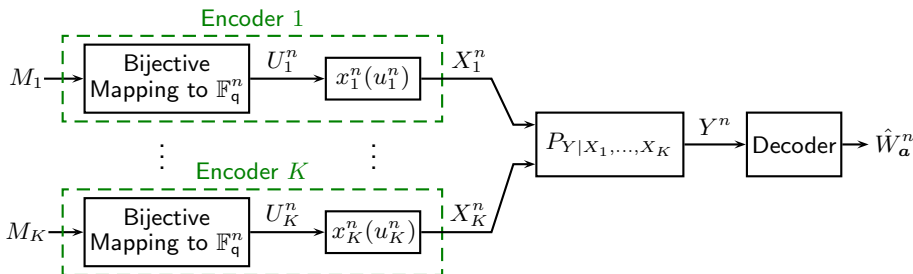 Encoder 1
M_1
Bijective
Mapping to 𝔽_q^n
U_1^n
x_1^n(u_1^n)
X_1^n
⋮ ⋮
P_{Y|X_1,...,X_K}
Y^n
Decoder
Ŵ_a^n
Encoder K
M_K
Bijective
Mapping to 𝔽_q^n
U_K^n
x_K^n(u_K^n)
X_K^n